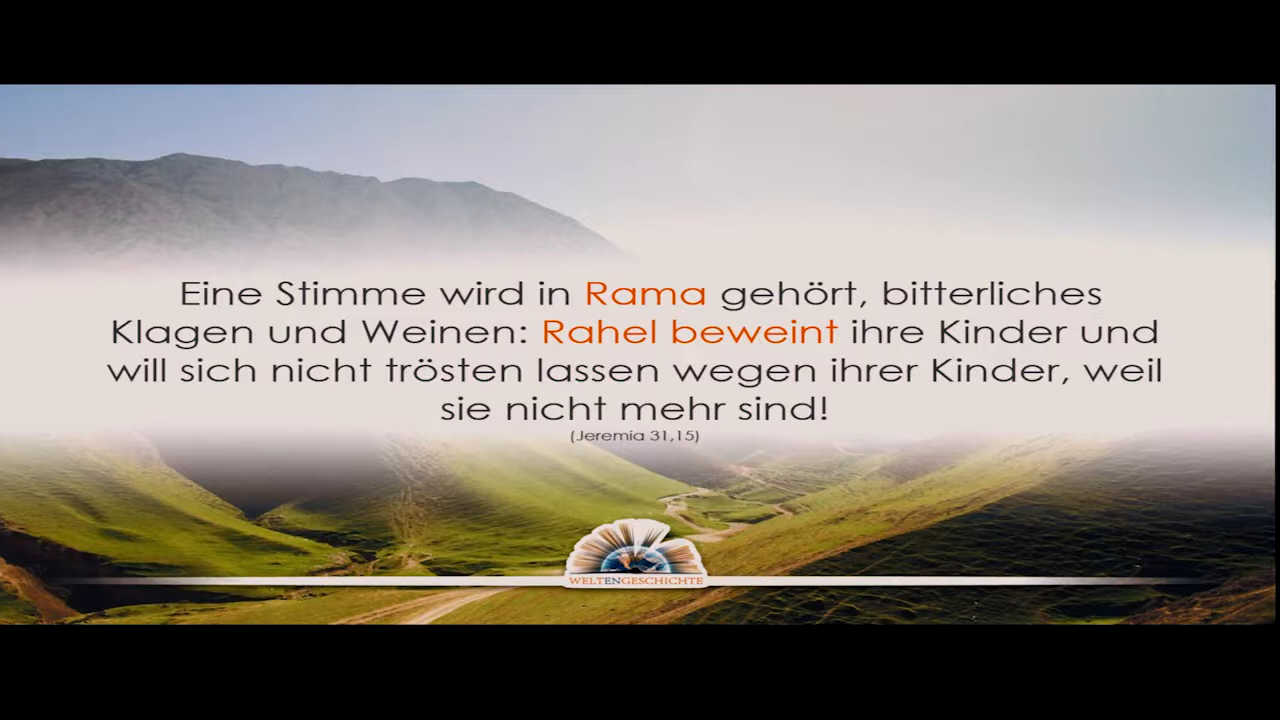 Eine Stimme wird in Rama gehört, bitterliches
Klagen und Weinen: Rahel beweint ihre Kinder und
will sich nicht trösten lassen wegen ihrer Kinder, weil
sie nicht mehr sind!
(Jeremia 31,15)
WELTENGESCHICHTE